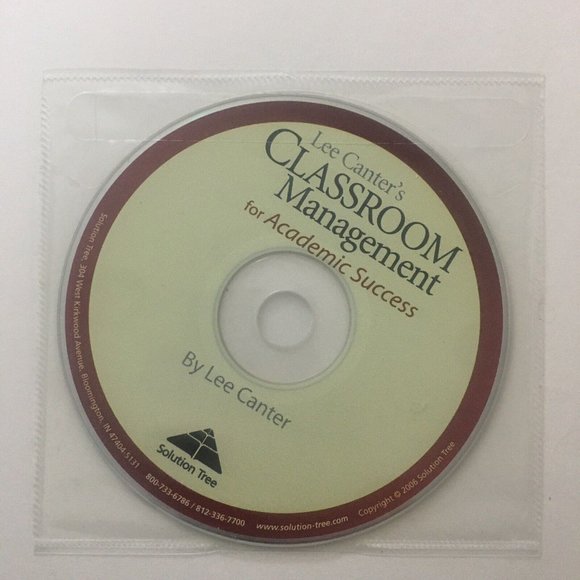 Lee Canter's
CLASSROOM
Management
for Academic Success
By Lee Canter
Solution Tree
Solution Tree, 304 West Kirkwood Avenue, Bloomington, IN 47404-5131
800-733-6786 / 812-336-7700
www.solution-tree.com
Copyright © 2006 Solution Tree